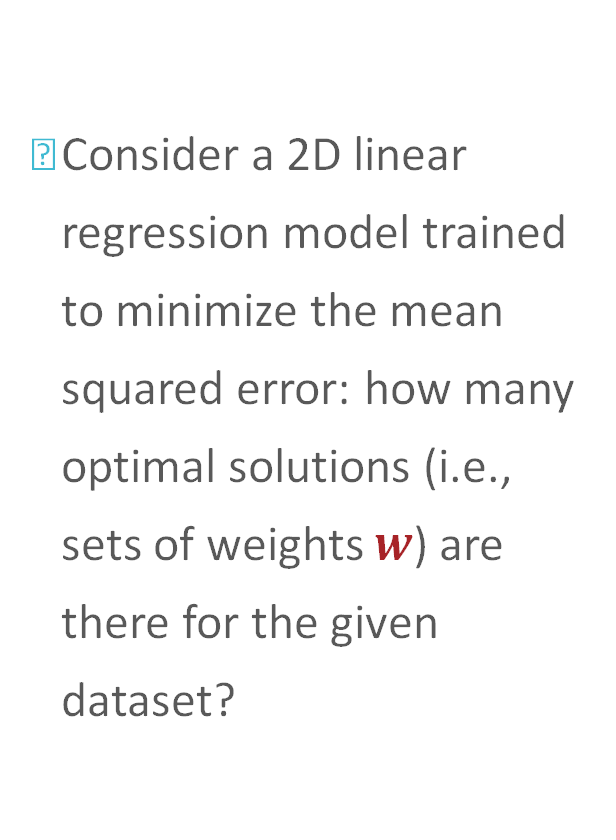 Consider a 2D linear
regression model trained
to minimize the mean
squared error: how many
optimal solutions (i.e.,
sets of weights w) are
there for the given
dataset?